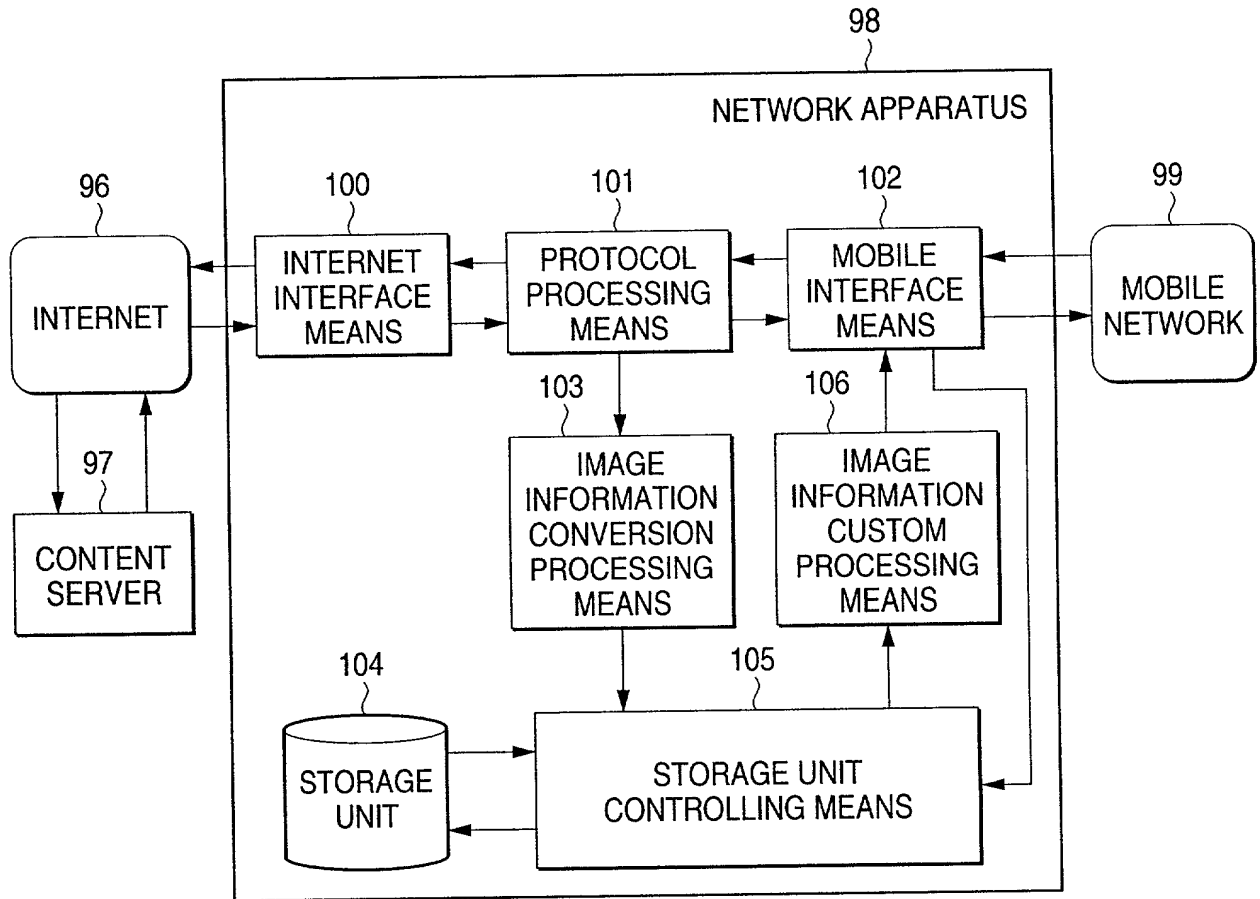 98
NETWORK APPARATUS
96
100
101
102
99
INTERNET
INTERNET
INTERFACE
MEANS
PROTOCOL
PROCESSING
MEANS
MOBILE
INTERFACE
MEANS
MOBILE
NETWORK
97
CONTENT
SERVER
103
IMAGE
INFORMATION
CONVERSION
PROCESSING
MEANS
106
IMAGE
INFORMATION
CUSTOM
PROCESSING
MEANS
104
STORAGE
UNIT
105
STORAGE UNIT
CONTROLLING MEANS